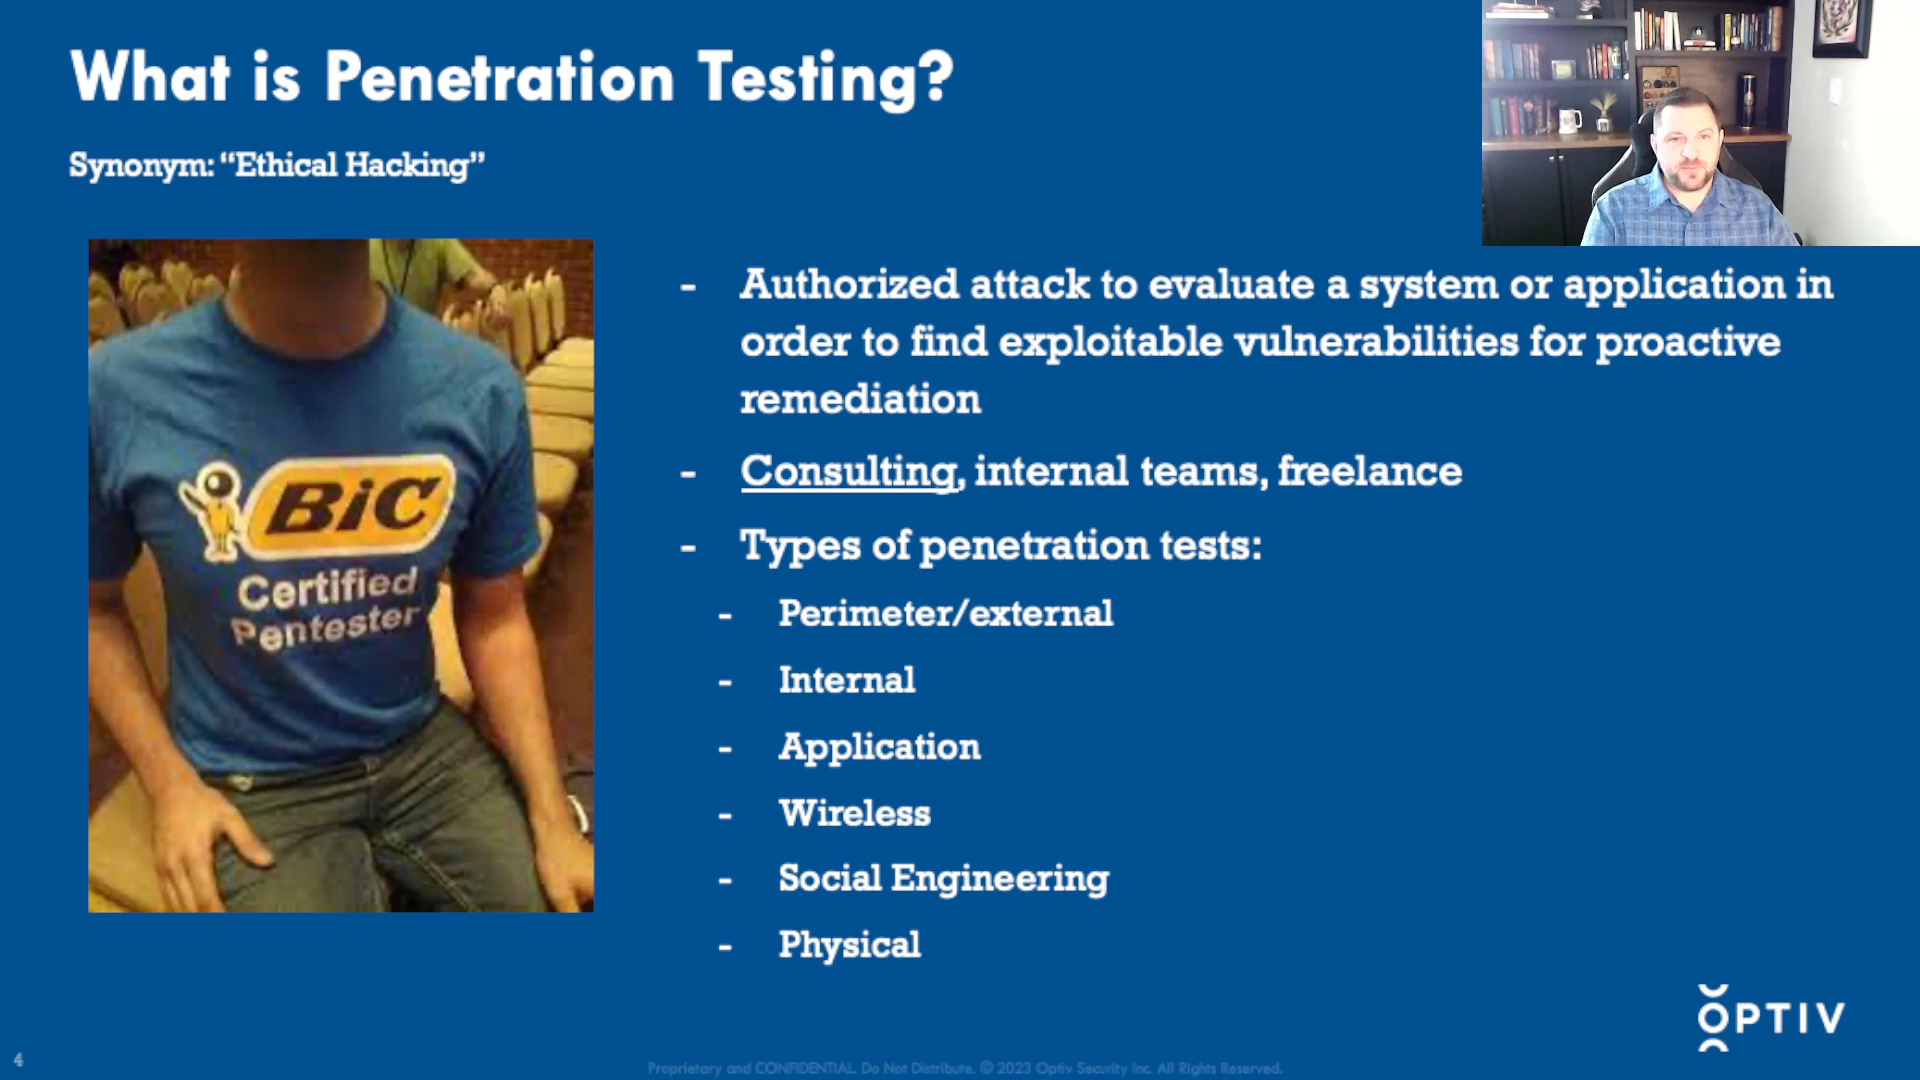 What is Penetration Testing?
Synonym: “Ethical Hacking”
BiC
Certified
Pentester
- Authorized attack to evaluate a system or application in
order to find exploitable vulnerabilities for proactive
remediation
- Consulting, internal teams, freelance
- Types of penetration tests:
- Perimeter/external
- Internal
- Application
- Wireless
- Social Engineering
- Physical
OPTIV
4
Proprietary and CONFIDENTIAL. Do Not Distribute. © 2023 Optiv Security Inc. All Rights Reserved.